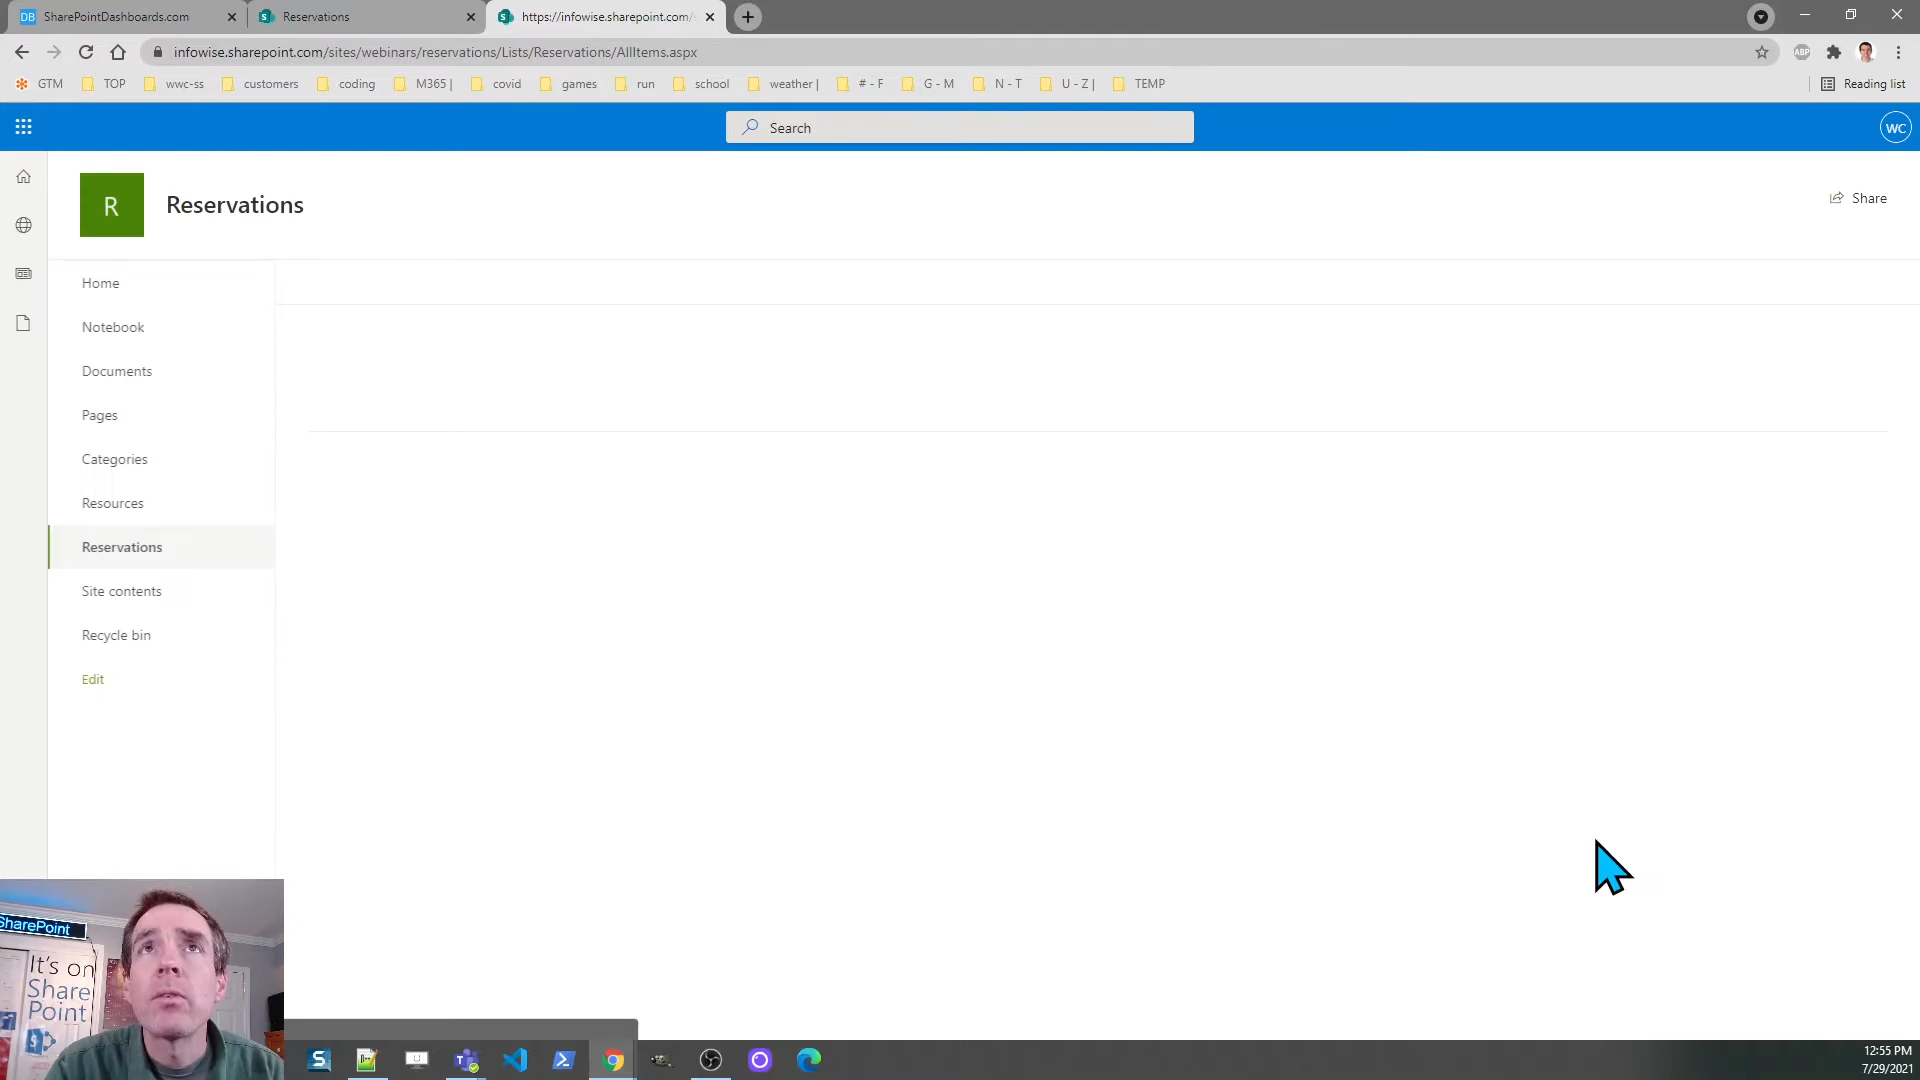 DB SharePointDashboards.com
Reservations
https://infowise.sharepoint.com/
infowise.sharepoint.com/sites/webinars/reservations/Lists/Reservations/AllItems.aspx
ABP
GTM TOP wwc-ss customers coding M365 | covid games run school weather | # - F G - M N - T U - Z | TEMP Reading list
Search
WC
R
Reservations
Share
Home
Notebook
Documents
Pages
Categories
Resources
Reservations
Site contents
Recycle bin
Edit
SharePoint
It's on
Share
Point
12:55 PM
7/29/2021